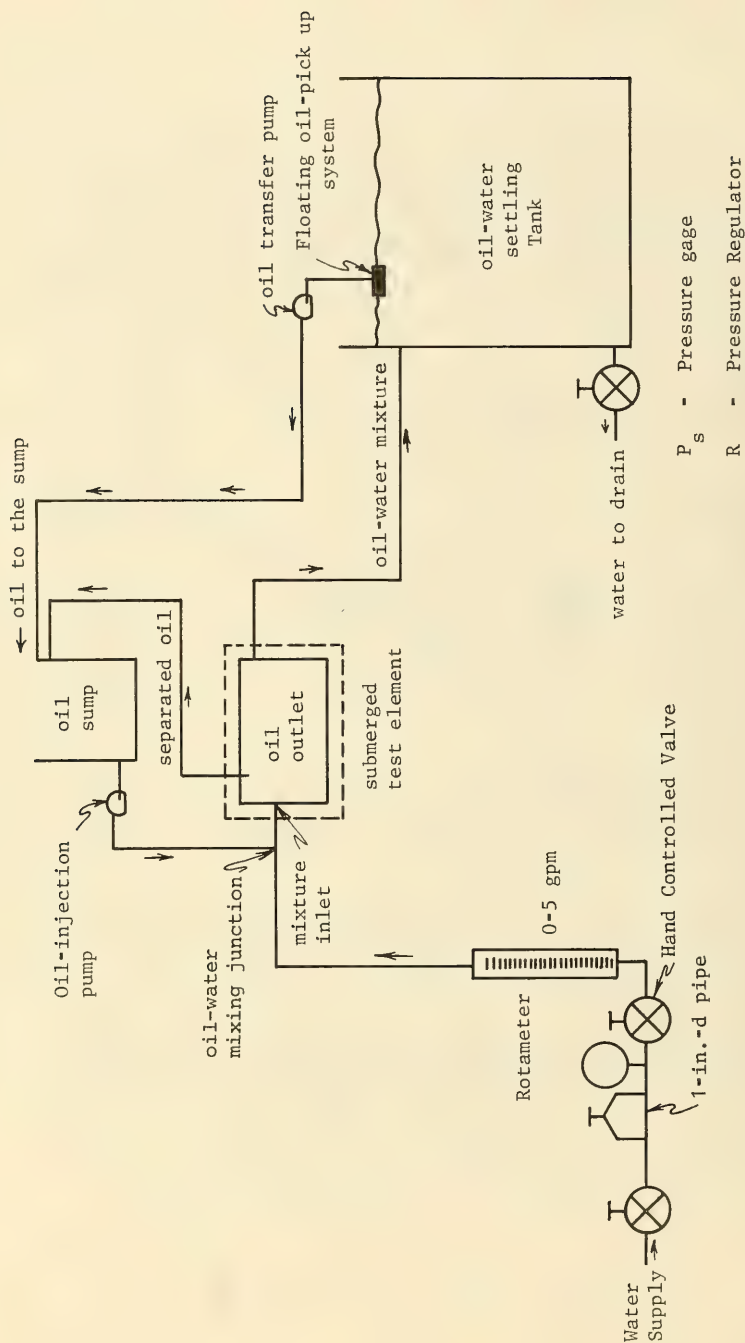 oil to the sump
oil
sump
Oil-injection
pump
separated oil
oil transfer pump
Floating oil-pick up
system
oil-water
mixing junction
mixture
inlet
oil
outlet
submerged
test element
oil-water mixture
oil-water
settling
Tank
water to drain
Rotameter
0-5 gpm
Hand Controlled Valve
1-in.-d pipe
Water
Supply
P_s - Pressure gage
R - Pressure Regulator